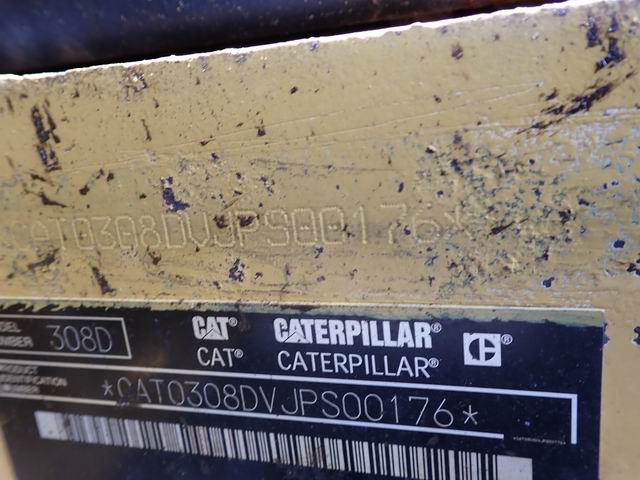 CAT0308DVJPS00176*
308D
CAT® CATERPILLAR®
CAT® CATERPILLAR®
*CAT0308DVJPS00176*